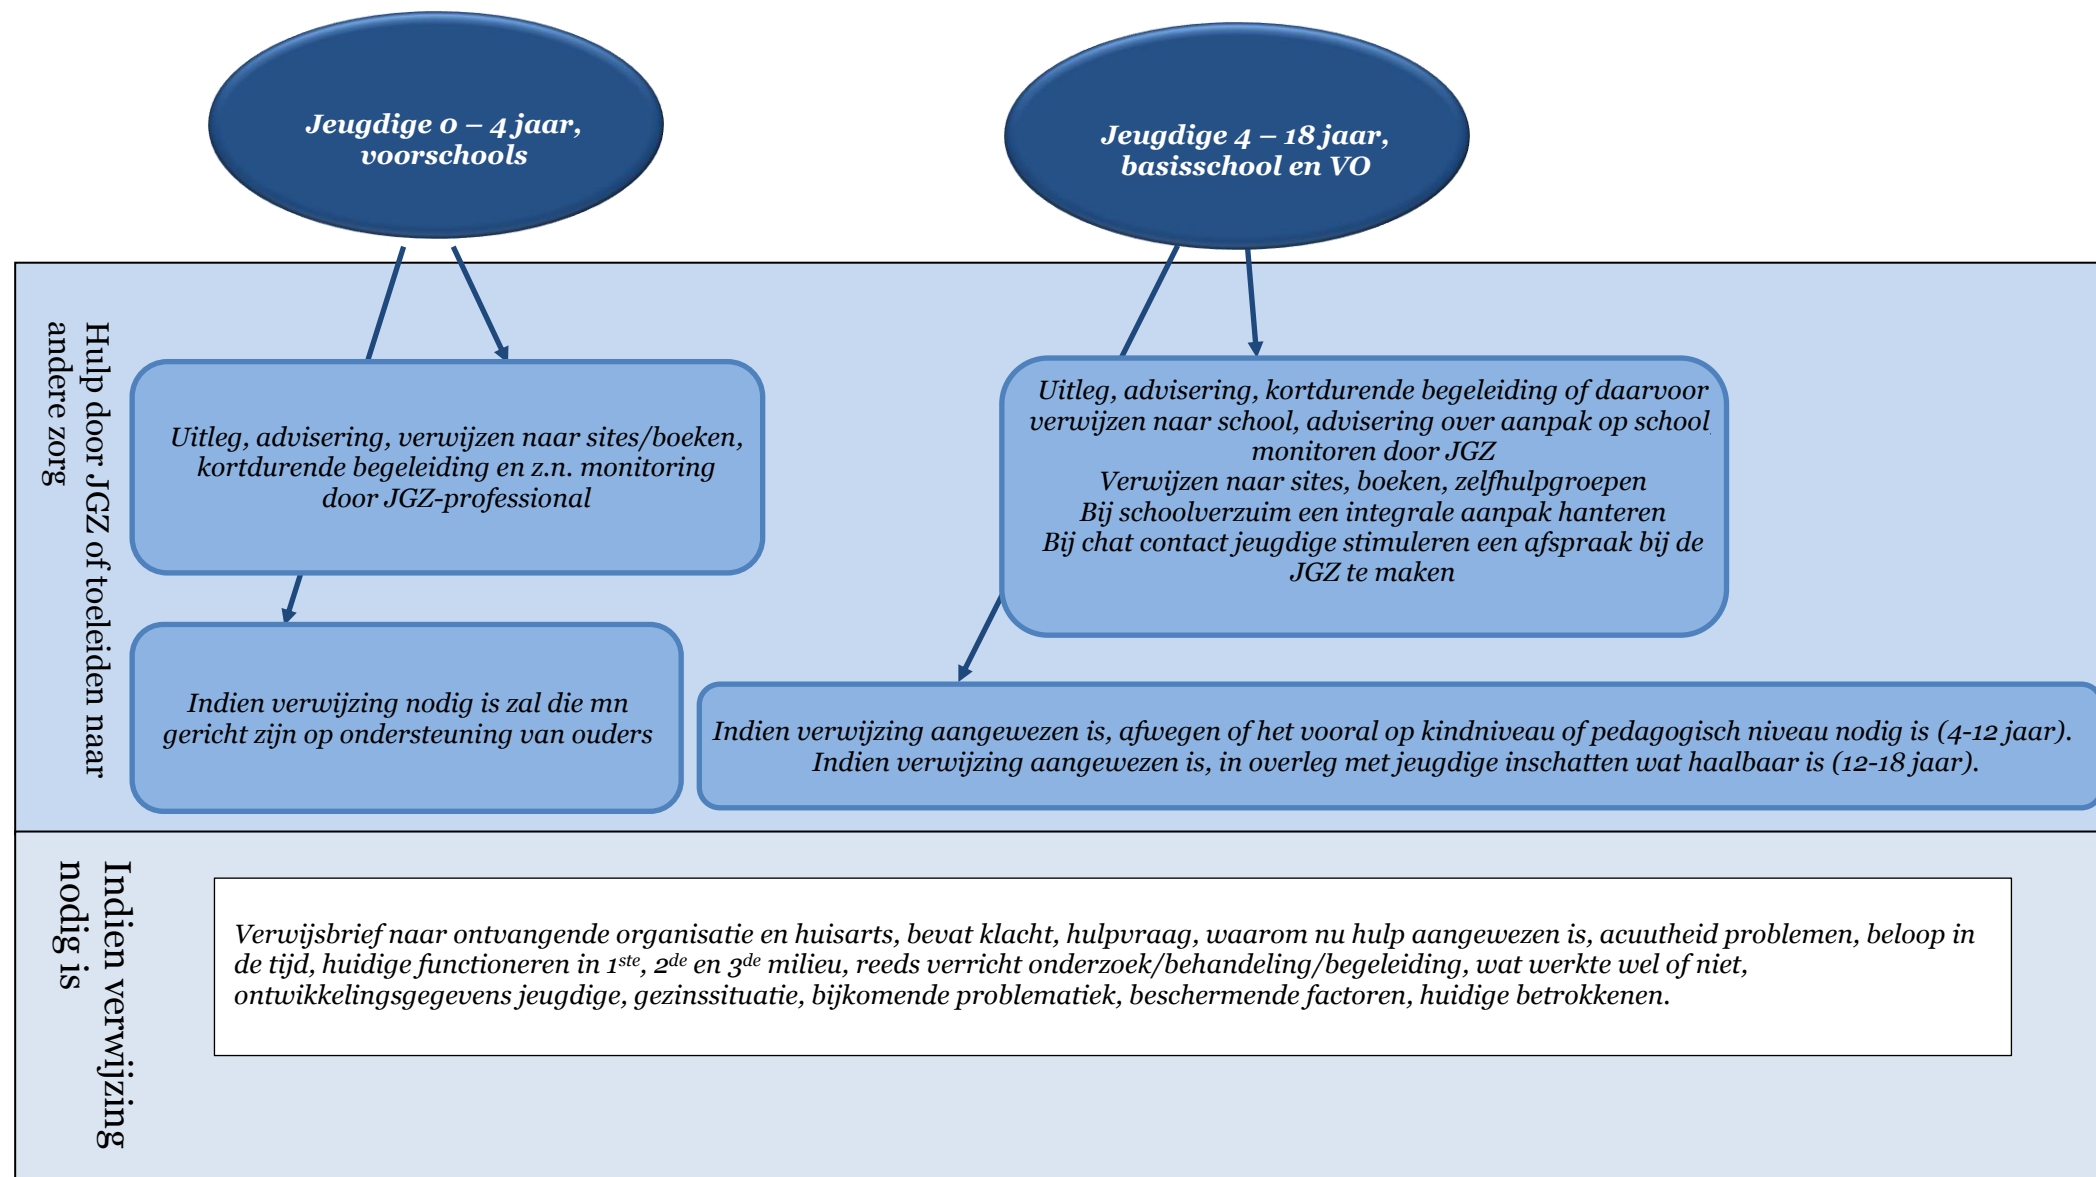 Jeugdige 0 – 4 jaar,
voorschools
Jeugdige 4 – 18 jaar,
basisschool en VO
Hulp door JGZ of toeleiden naar
andere zorg
Uitleg, advisering, verwijzen naar sites/boeken,
kortdurende begeleiding en z.n. monitoring
door JGZ-professional
Uitleg, advisering, kortdurende begeleiding of daarvoor
verwijzen naar school, advisering over aanpak op school,
monitoren door JGZ
Verwijzen naar sites, boeken, zelfhulpgroepen
Bij schoolverzuim een integrale aanpak hanteren
Bij chat contact jeugdige stimuleren een afspraak bij de
JGZ te maken
Indien verwijzing nodig is zal die mn
gericht zijn op ondersteuning van ouders
Indien verwijzing aangewezen is, afwegen of het vooral op kindniveau of pedagogisch niveau nodig is (4-12 jaar).
Indien verwijzing aangewezen is, in overleg met jeugdige inschatten wat haalbaar is (12-18 jaar).
Indien verwijzing
nodig is
Verwijsbrief naar ontvangende organisatie en huisarts, bevat klacht, hulpvraag, waarom nu hulp aangewezen is, acuutheid problemen, beloop in
de tijd, huidige functioneren in 1ste, 2de en 3de milieu, reeds verricht onderzoek/behandeling/begeleiding, wat werkte wel of niet,
ontwikkelingsgegevens jeugdige, gezinssituatie, bijkomende problematiek, beschermende factoren, huidige betrokkenen.